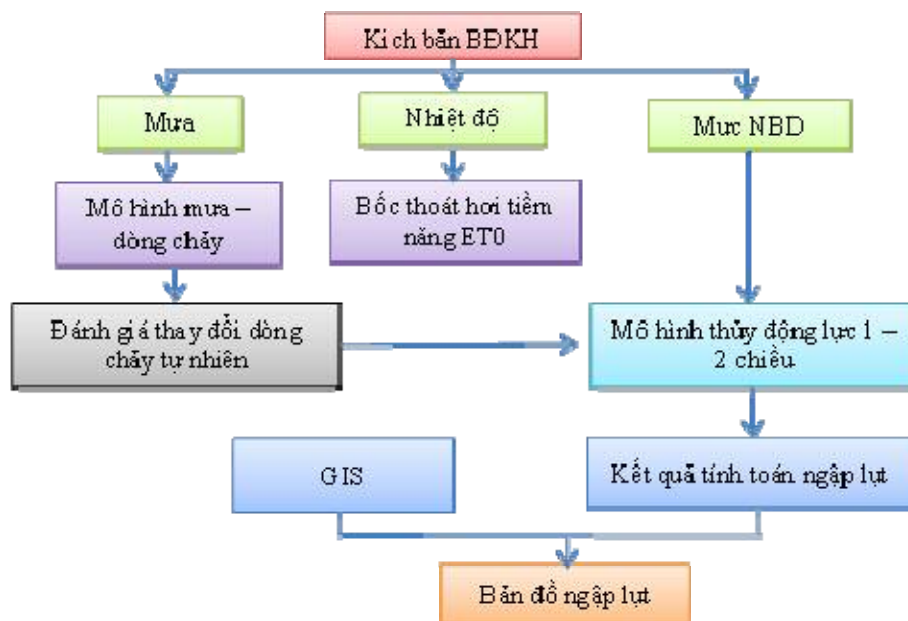 Kịch bản BĐKH
Mưa
Nhiệt độ
Mực NBD
Mô hình mưa –
dòng chảy
Bốc thoát hơi tiềm
năng ET0
Đánh giá thay đổi dòng
chảy tự nhiên
Mô hình thủy động lực 1 –
2 chiều
GIS
Kết quả tính toán ngập lụt
Bản đồ ngập lụt